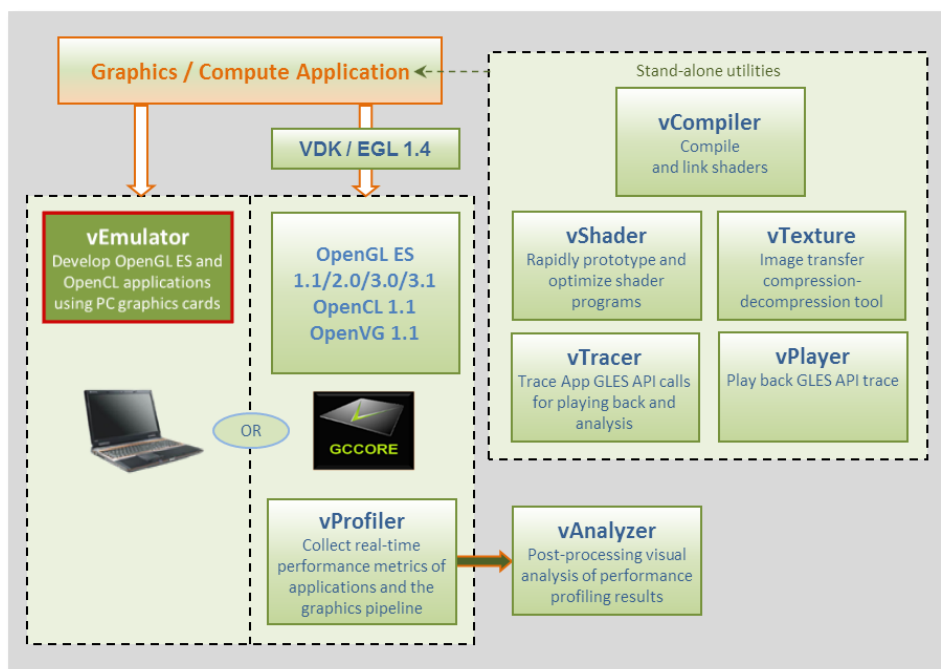 Graphics / Compute Application
VDK / EGL 1.4
vEmulator
Develop OpenGL ES and
OpenCL applications
using PC graphics cards
OpenGL ES
1.1/2.0/3.0/3.1
OpenCL 1.1
OpenVG 1.1
OR
GCCORE
vProfiler
Collect real-time
performance metrics of
applications and the
graphics pipeline
vAnalyzer
Post-processing visual
analysis of performance
profiling results
Stand-alone utilities
vCompiler
Compile
and link shaders
vShader
Rapidly prototype and
optimize shader
programs
vTexture
Image transfer
compression-
decompression tool
vTracer
Trace App GLES API calls
for playing back and
analysis
vPlayer
Play back GLES API trace